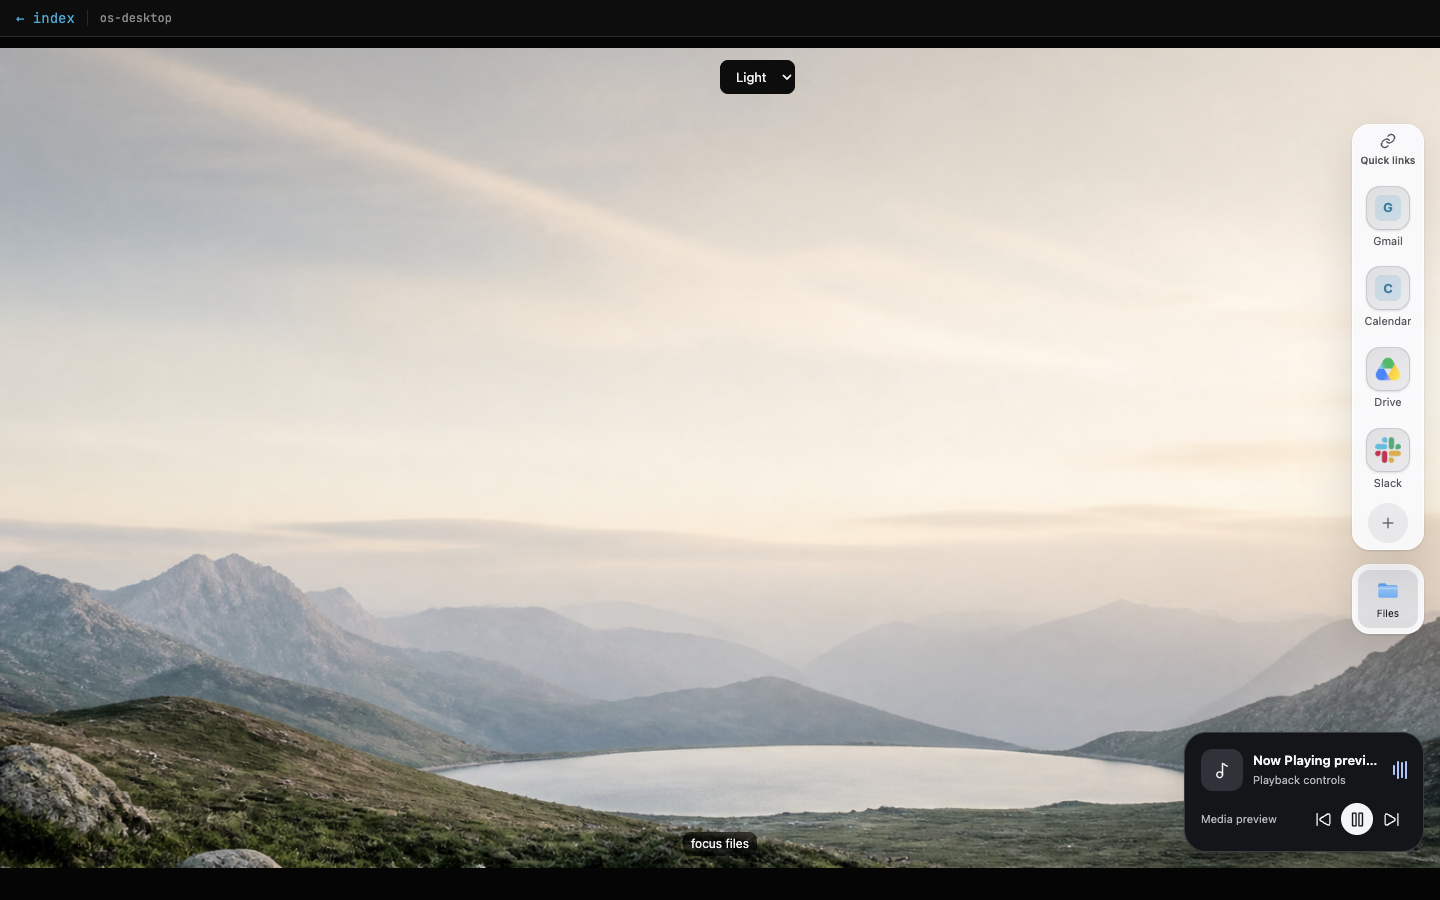 ← index
os-desktop
Light
Quick links
G
Gmail
C
Calendar
Drive
Slack
+
Files
Now Playing previ...
Playback controls
Media preview
focus files